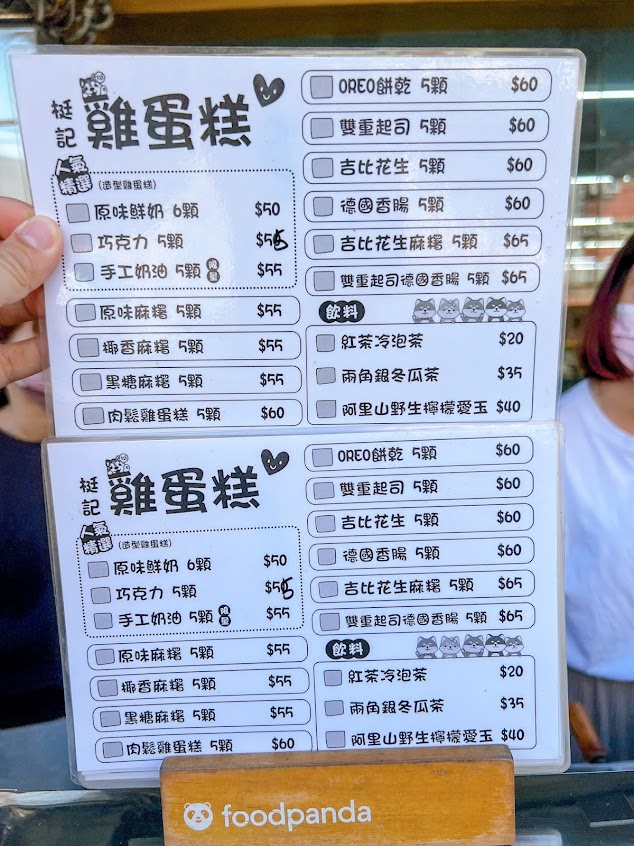 梃記
雞蛋糕
人氣精選
(造型雞蛋糕)
原味鮮奶 6顆 $50
巧克力 5顆 $55
手工奶油 5顆 $55
原味麻糬 5顆 $55
椰香麻糬 5顆 $55
黑糖麻糬 5顆 $55
肉鬆雞蛋糕 5顆 $60
OREO餅乾 5顆 $60
雙重起司 5顆 $60
吉比花生 5顆 $60
德國香腸 5顆 $60
吉比花生麻糬 5顆 $65
雙重起司德國香腸 5顆 $65
飲料
紅茶冷泡茶 $20
兩角銀冬瓜茶 $35
阿里山野生檸檬愛玉 $40
梃記
雞蛋糕
人氣精選
(造型雞蛋糕)
原味鮮奶 6顆 $50
巧克力 5顆 $55
手工奶油 5顆 $55
原味麻糬 5顆 $55
椰香麻糬 5顆 $55
黑糖麻糬 5顆 $55
肉鬆雞蛋糕 5顆 $60
OREO餅乾 5顆 $60
雙重起司 5顆 $60
吉比花生 5顆 $60
德國香腸 5顆 $60
吉比花生麻糬 5顆 $65
雙重起司德國香腸 5顆 $65
飲料
紅茶冷泡茶 $20
兩角銀冬瓜茶 $35
阿里山野生檸檬愛玉 $40
foodpanda